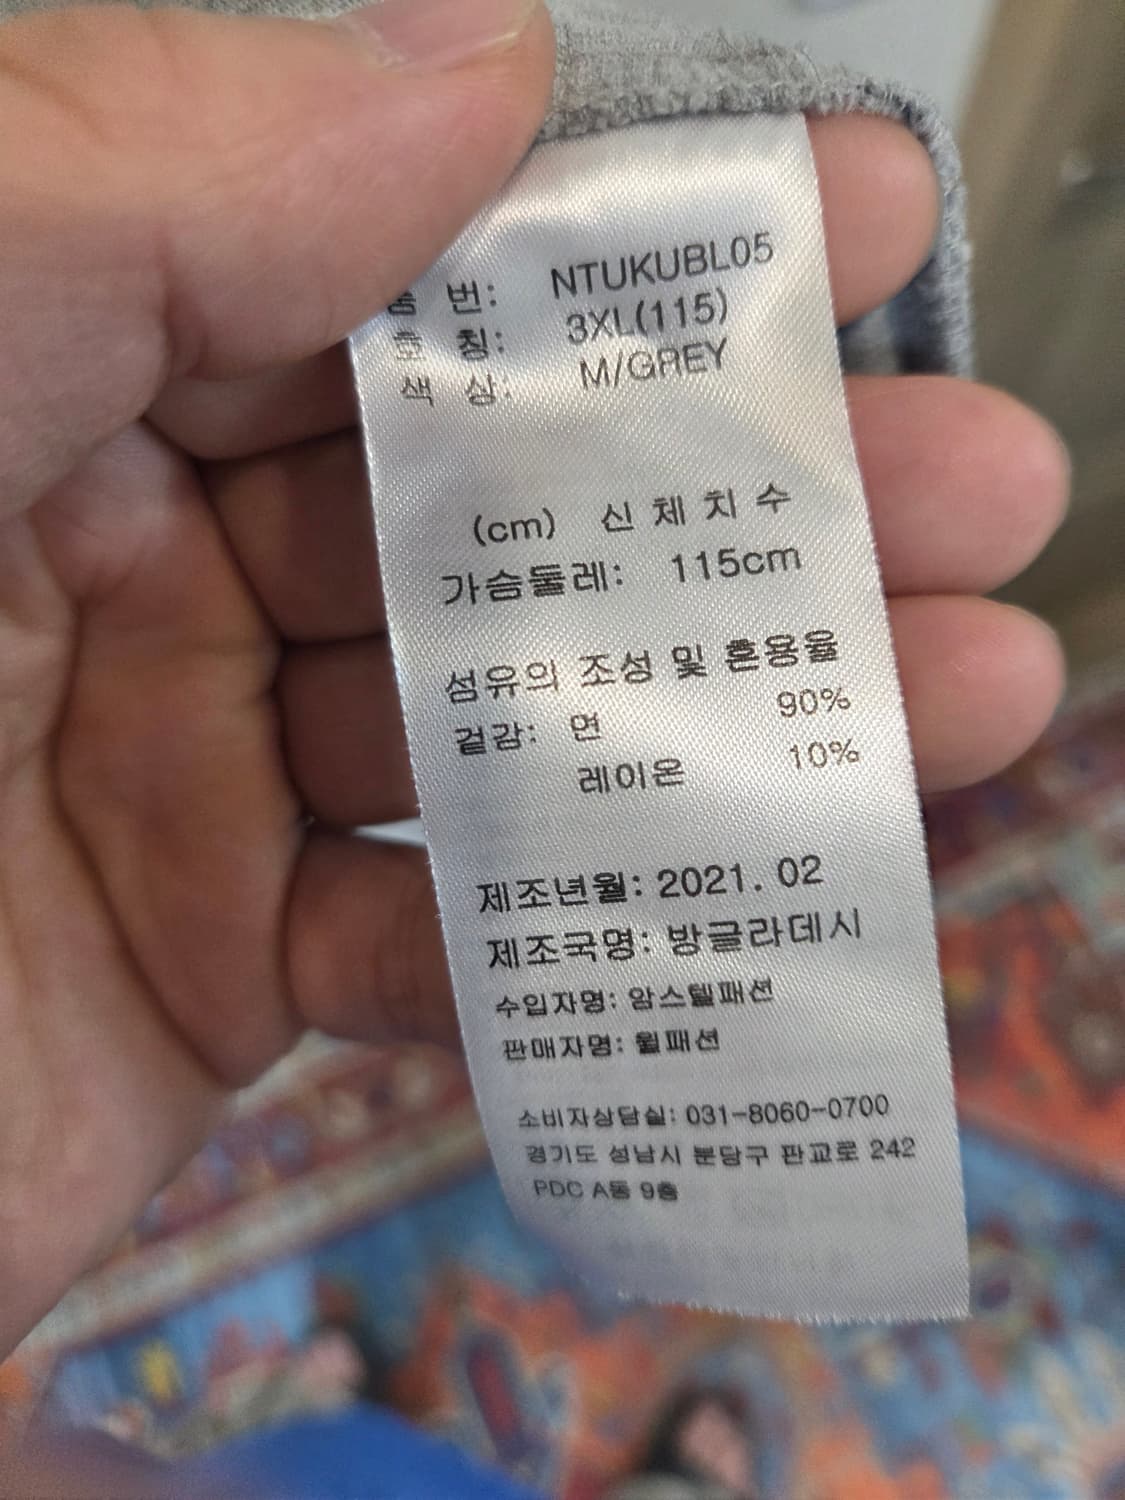 품 번: NTUKUBL05
호 칭: 3XL(115)
색 상: M/GREY
(cm) 신 체 치 수
가슴둘레: 115cm
섬유의 조성 및 혼용율
겉감: 면 90%
레이온 10%
제조년월: 2021. 02
제조국명: 방글라데시
수입자명: 암스텔패션
판매자명: 월패션
소비자상담실: 031-8060-0700
경기도 성남시 분당구 판교로 242
PDC A동 9층